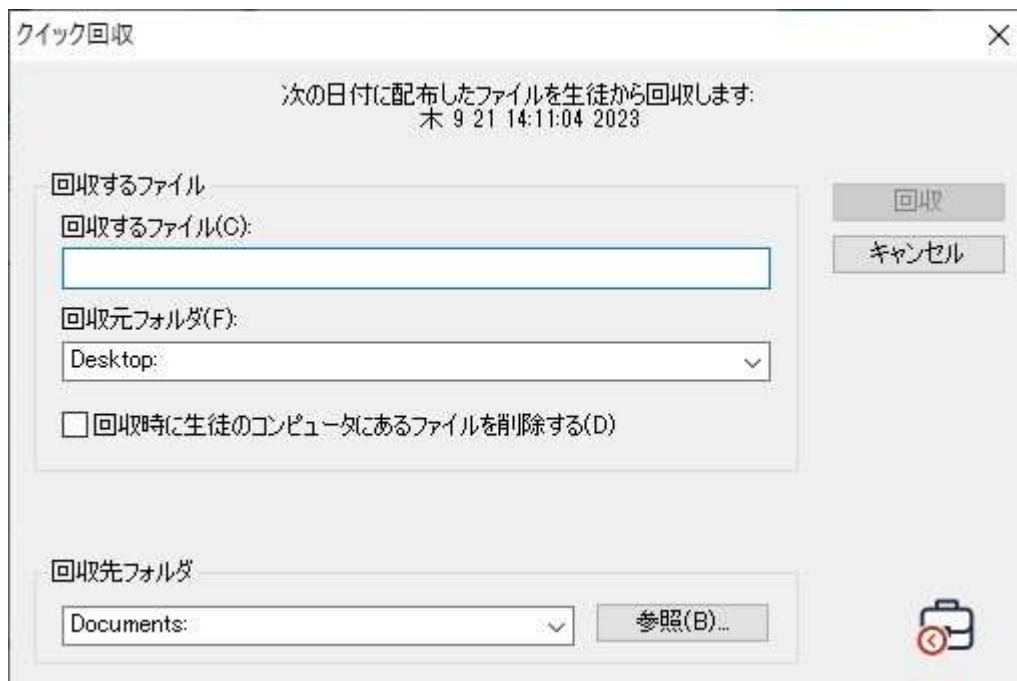 クイック回収
次の日付に配布したファイルを生徒から回収します:
木 9 21 14:11:04 2023
回収するファイル
回収するファイル(C):
回収
キャンセル
回収元フォルダ(F):
Desktop:
回収時に生徒のコンピュータにあるファイルを削除する(D)
回収先フォルダ
Documents:
参照(B)...